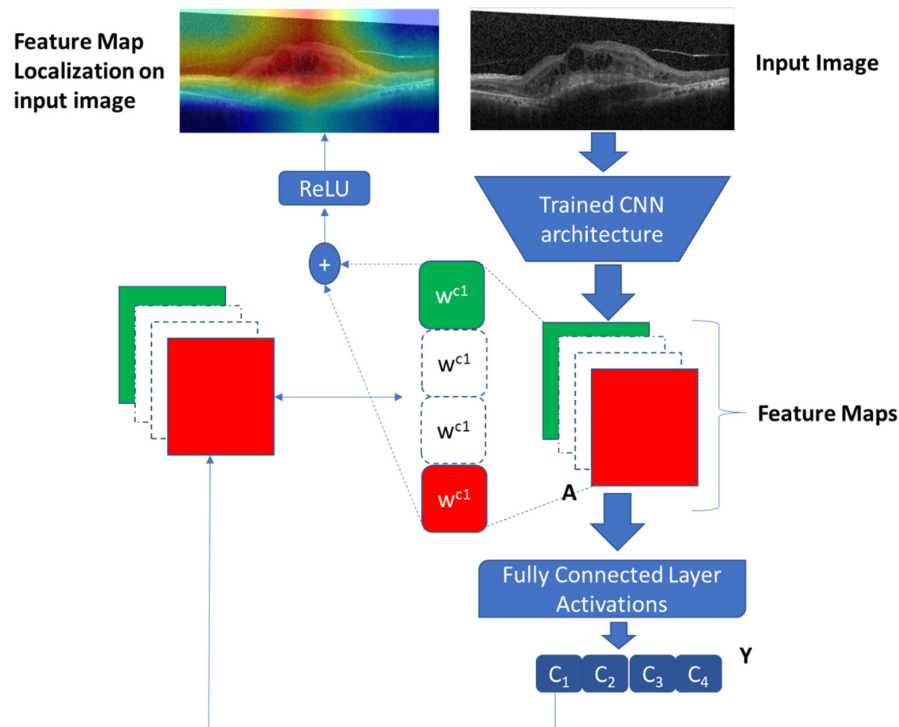 Feature Map
Localization on
input image
Input Image
ReLU
Trained CNN
architecture
+
w^c1
w^c1
w^c1
w^c1
Feature Maps
A
Fully Connected Layer
Activations
Y
C₁ C₂ C₃ C₄